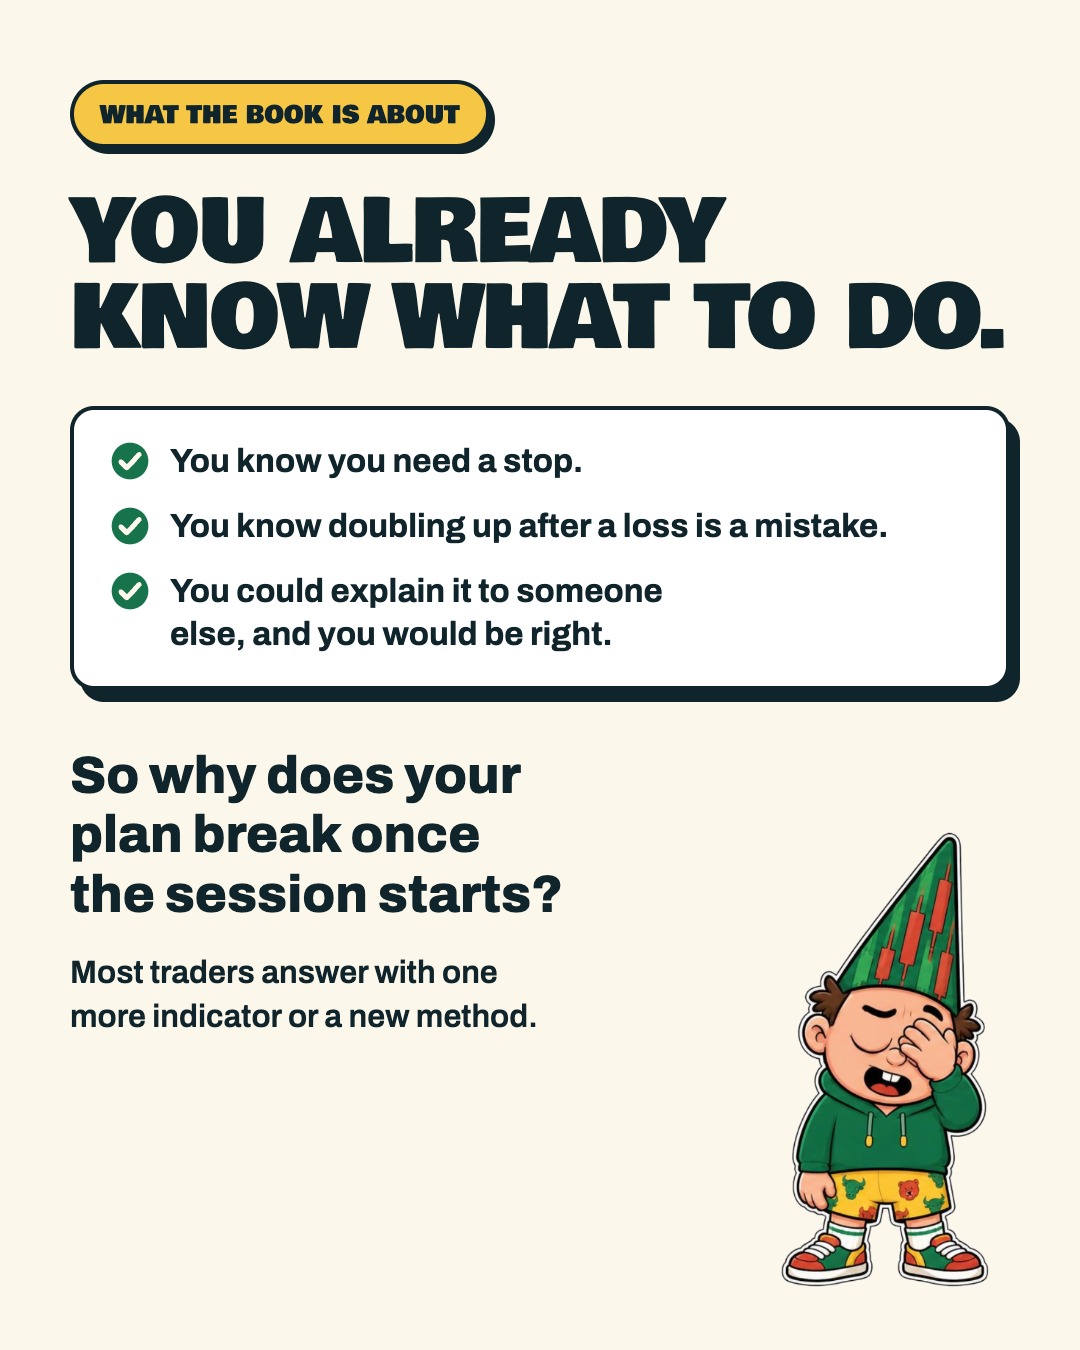 WHAT THE BOOK IS ABOUT
YOU ALREADY
KNOW WHAT TO DO.
You know you need a stop.
You know doubling up after a loss is a mistake.
You could explain it to someone
else, and you would be right.
So why does your
plan break once
the session starts?
Most traders answer with one
more indicator or a new method.